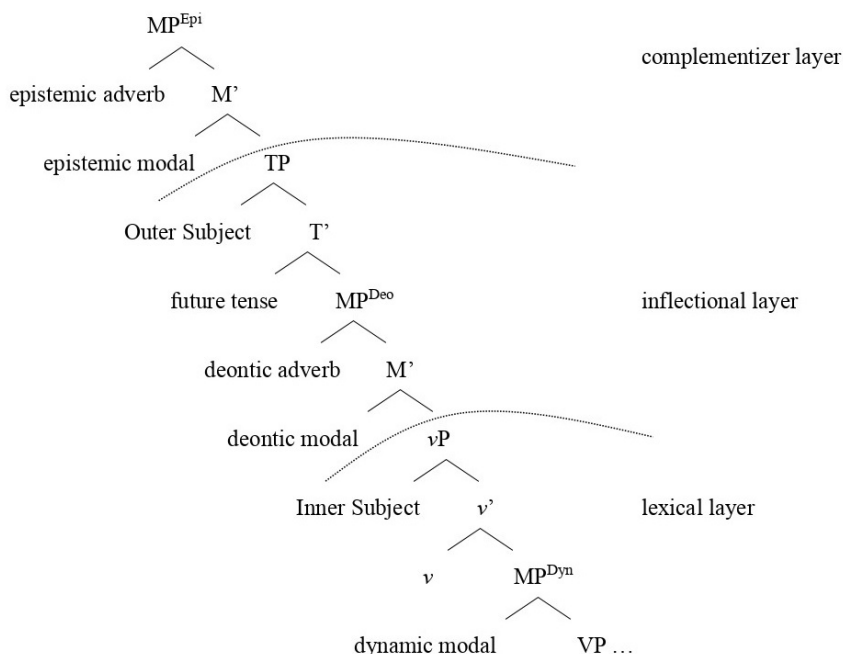 MP^Epi
complementizer layer
epistemic adverb M’
epistemic modal TP
Outer Subject T’
future tense MP^Deo inflectional layer
deontic adverb M’
deontic modal vP
Inner Subject v’ lexical layer
v MP^Dyn
dynamic modal VP …